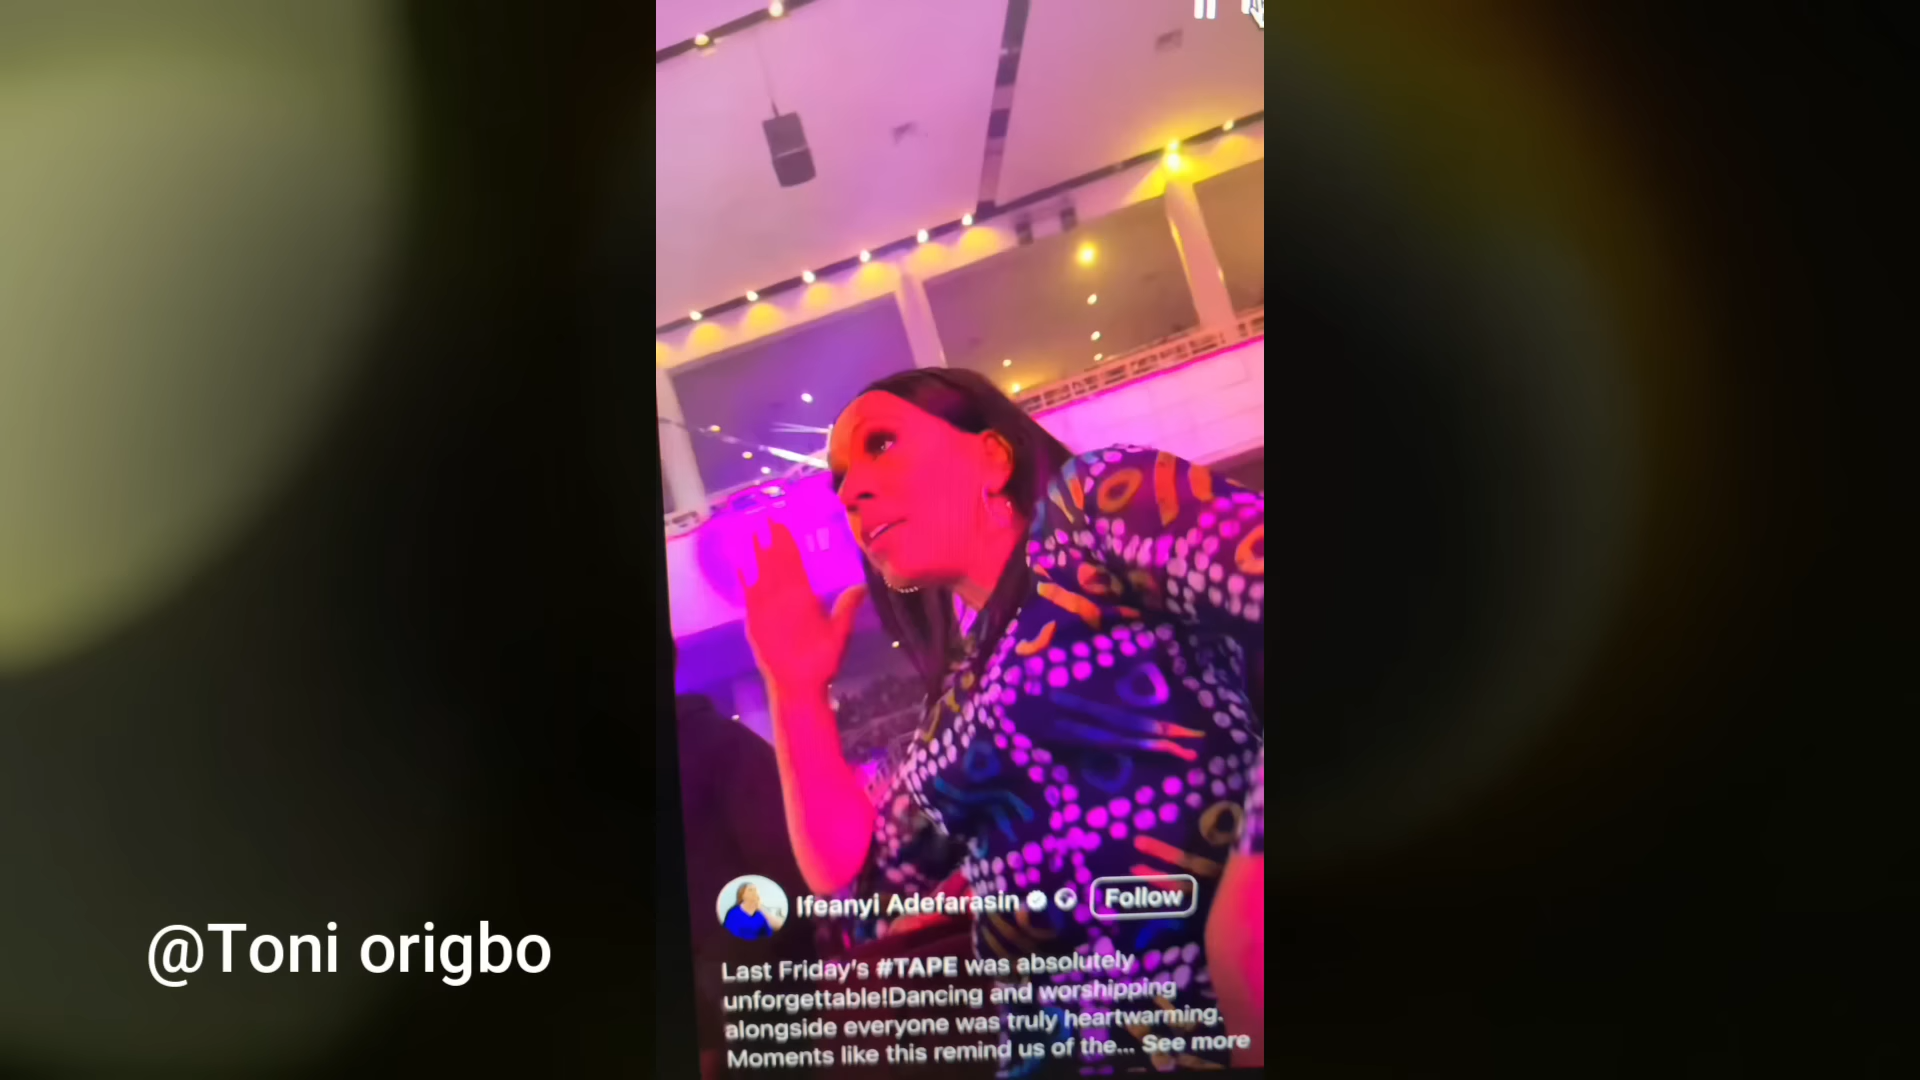 Ifeanyi Adefarasin Follow
@Toni origbo
Last Friday's #TAPE was absolutely
unforgettable!Dancing and worshipping
alongside everyone was truly heartwarming.
Moments like this remind us of the... See more